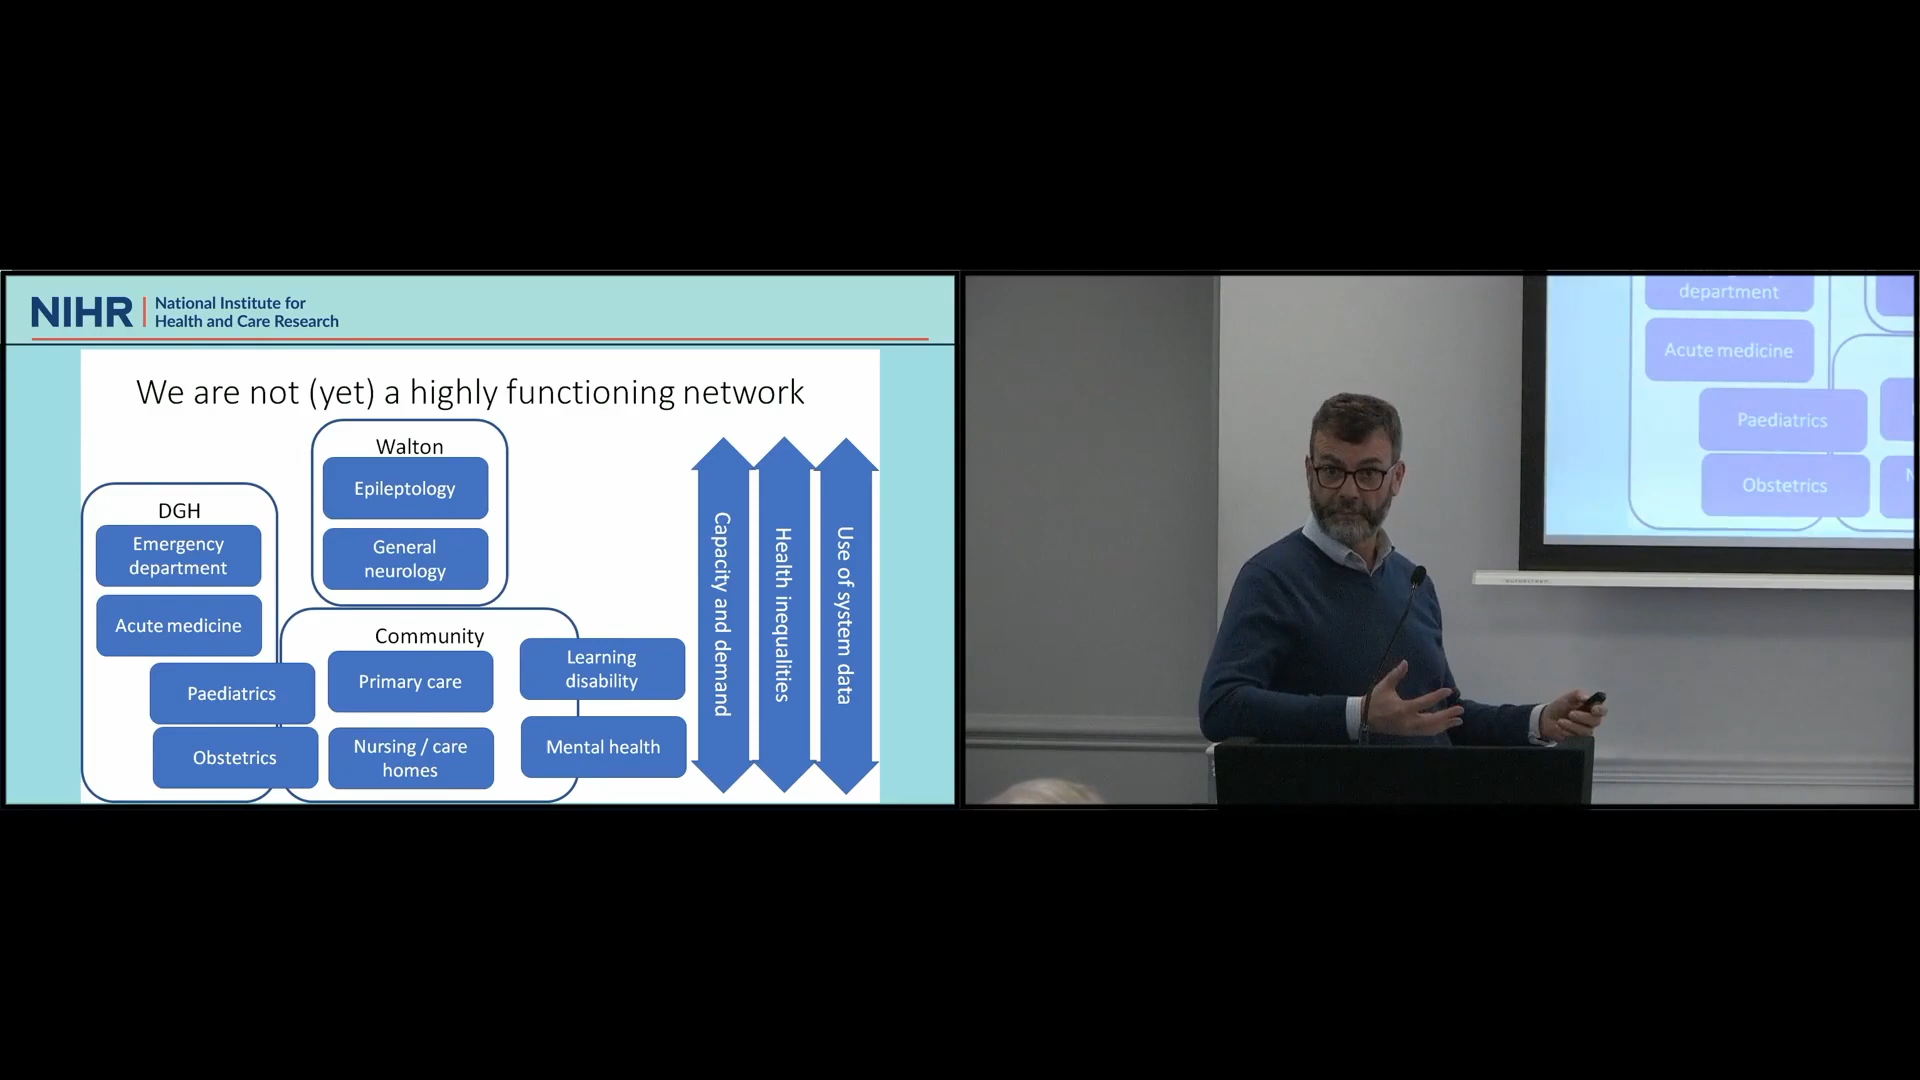 NIHR
National Institute for
Health and Care Research
We are not (yet) a highly functioning network
Walton
Epileptology
General
neurology
DGH
Emergency
department
Acute medicine
Paediatrics
Obstetrics
Community
Primary care
Nursing / care
homes
Learning
disability
Mental health
Capacity and demand
Health inequalities
Use of system data
department
Acute medicine
Paediatrics
Obstetrics